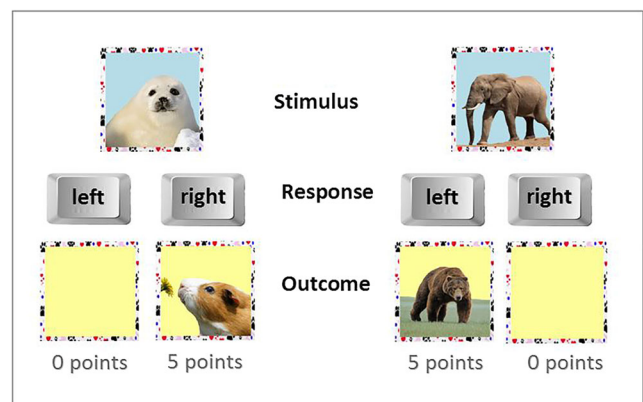 Stimulus
left right Response left right
Outcome
0 points 5 points 5 points 0 points